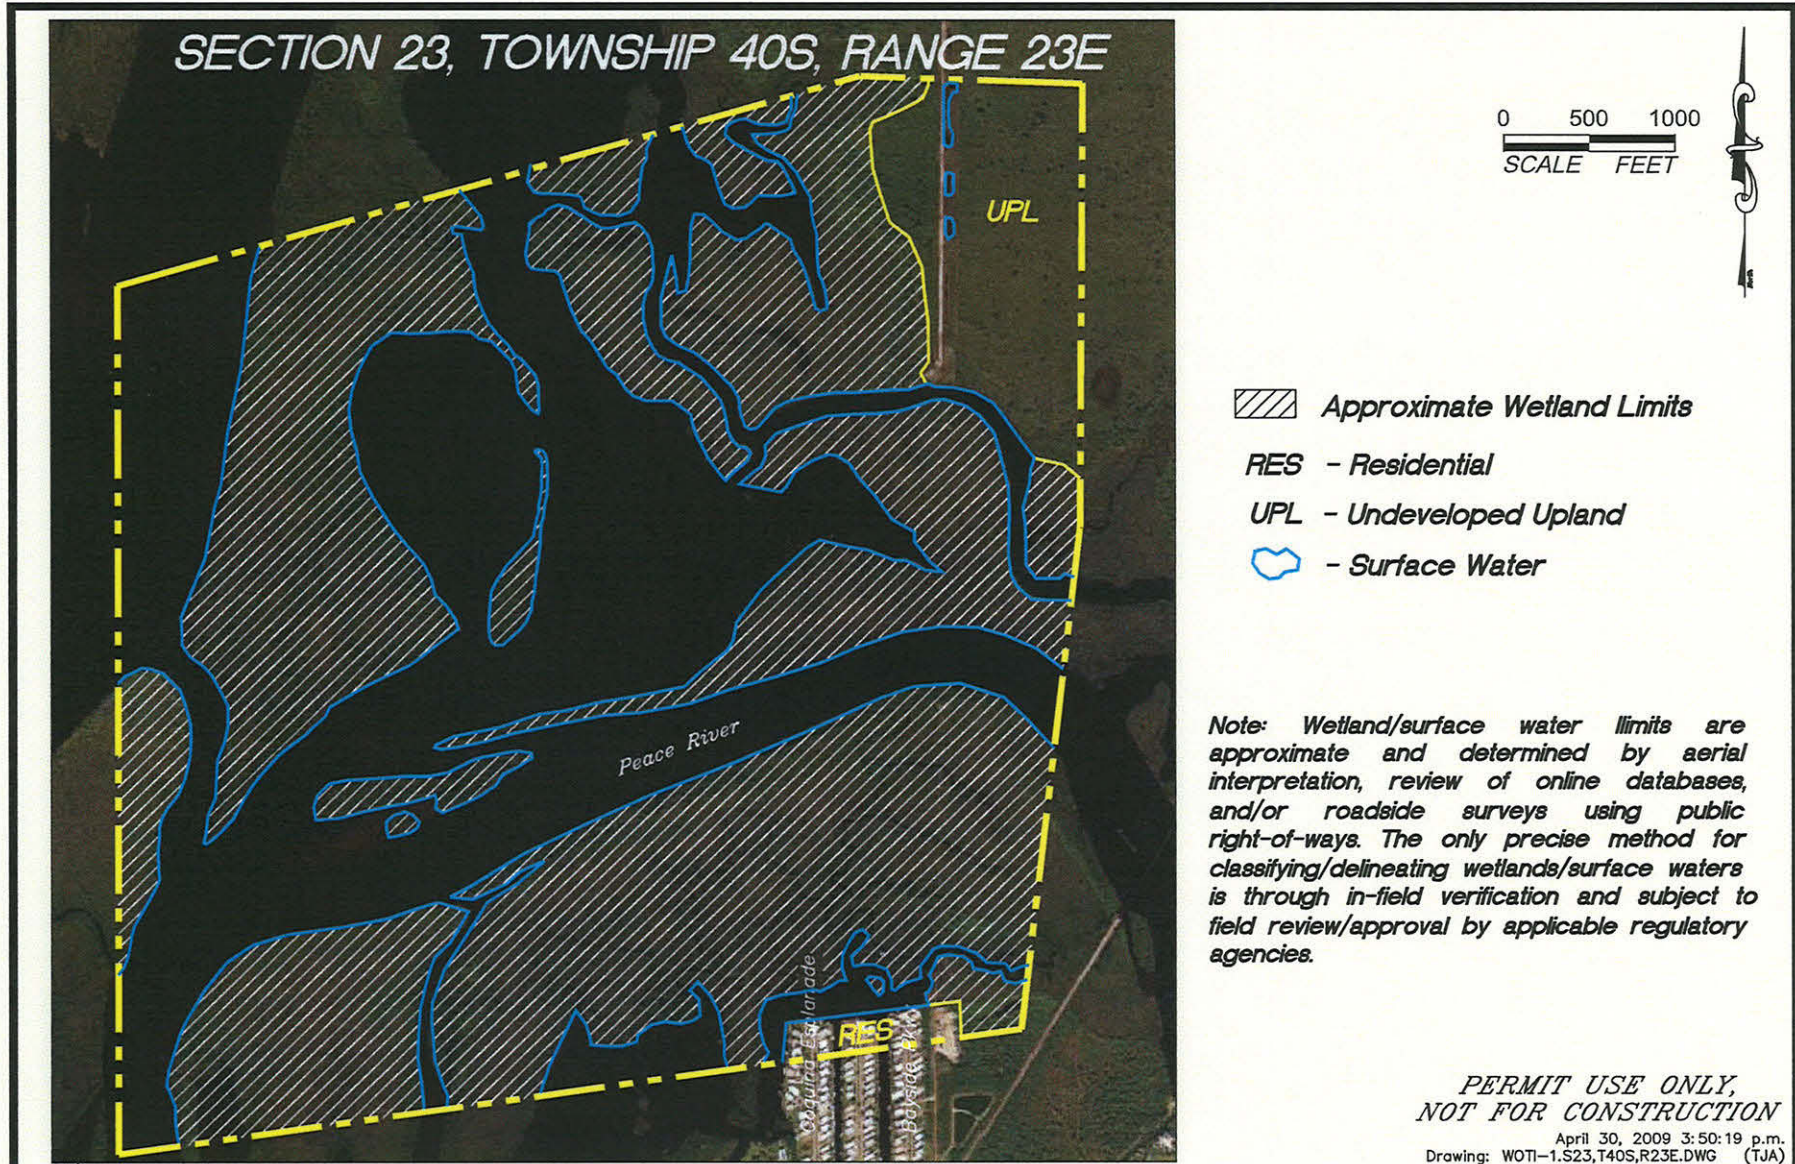 SECTION 23, TOWNSHIP 40S, RANGE 23E
0 500 1000
SCALE FEET
North
UPL
Approximate Wetland Limits
RES - Residential
UPL - Undeveloped Upland
- Surface Water
Peace River
Note: Wetland/surface water limits are
approximate and determined by aerial
interpretation, review of online databases,
and/or roadside surveys using public
right-of-ways. The only precise method for
classifying/delineating wetlands/surface waters
is through in-field verification and subject to
field review/approval by applicable regulatory
agencies.
Coquina Esplanade
RES
Bayside Pkwy
PERMIT USE ONLY,
NOT FOR CONSTRUCTION
April 30, 2009 3:50:19 p.m.
Drawing: WOTI-1.S23,T40S,R23E.DWG (TJA)